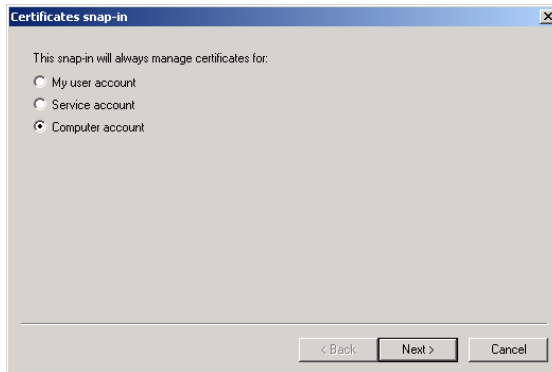 Certificates snap-in
This snap-in will always manage certificates for:
My user account
Service account
Computer account
< Back
Next >
Cancel